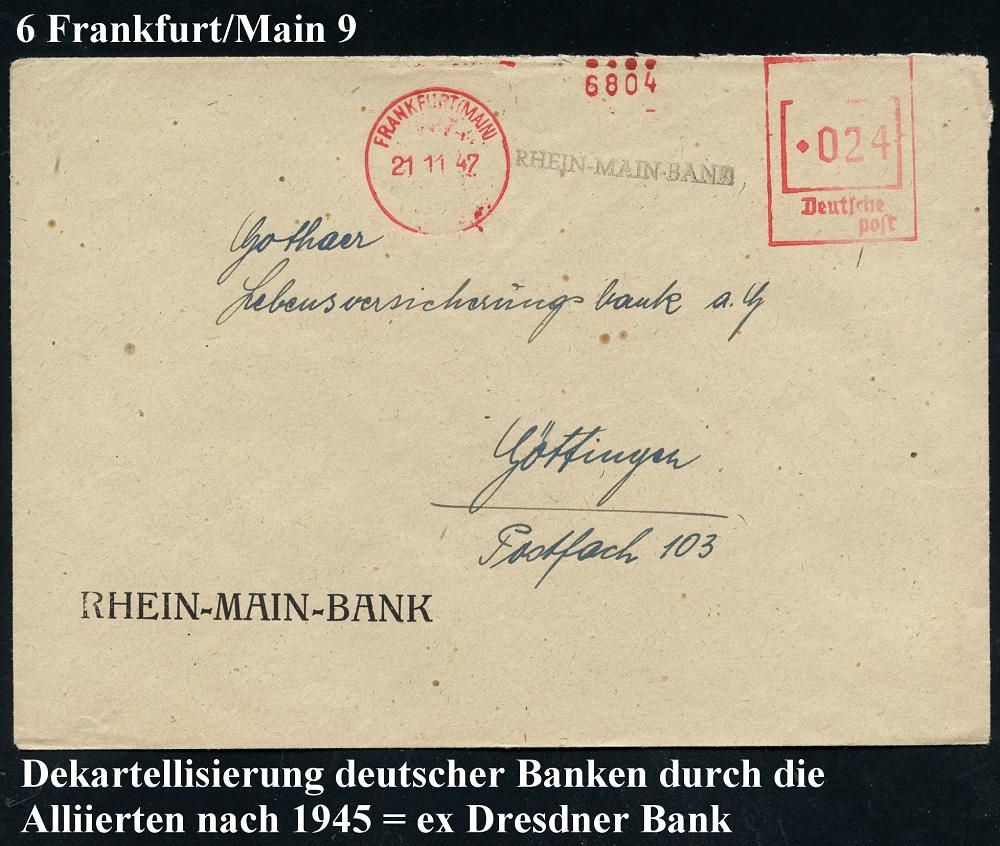 6 Frankfurt/Main 9
6804
FRANKFURT(MAIN)
21 11 47
RHEIN-MAIN-BANK
024
Deutsche
post
Gothaer
Lebensversicherungsbank a.G
Göttingen
Postfach 103
RHEIN-MAIN-BANK
Dekartellisierung deutscher Banken durch die
Alliierten nach 1945 = ex Dresdner Bank